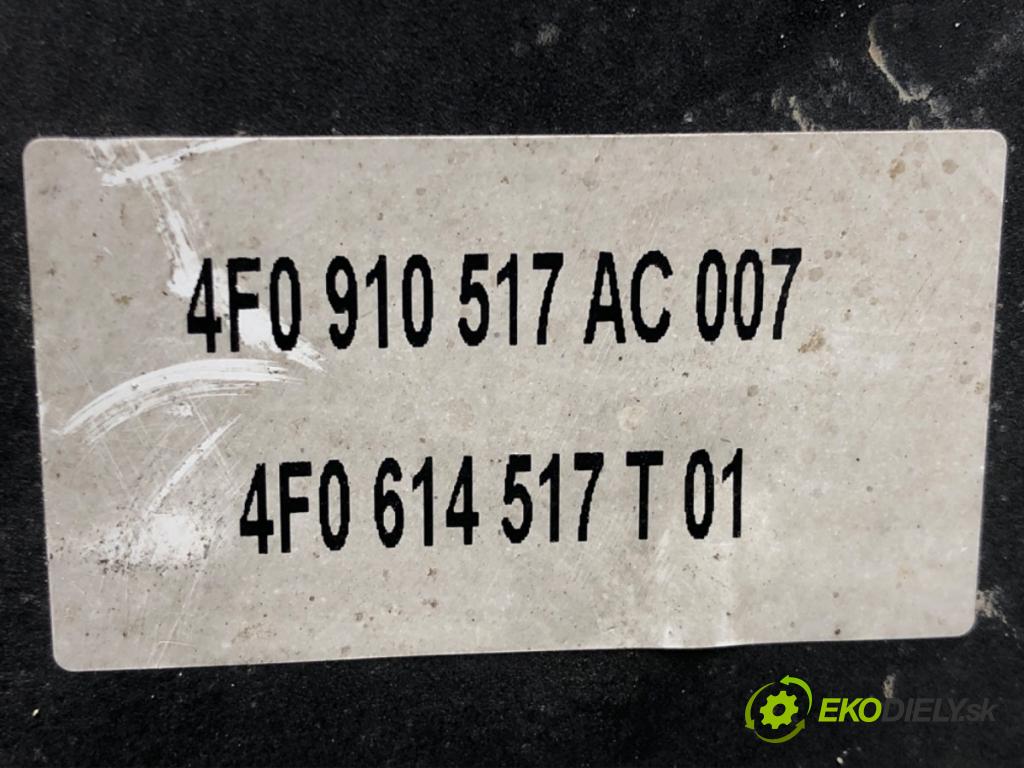 4F0 910 517 AC 007
4F0 614 517 T 01
EKODIELY.sk